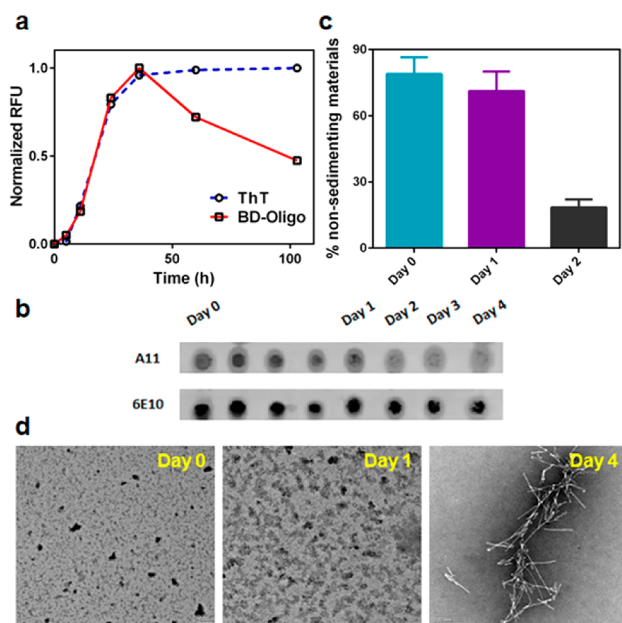 a
Normalized RFU
1.0
0.5
0.0
0
50
100
Time (h)
ThT
BD-Oligo
c
% non-sedimenting materials
90
60
30
0
Day 0
Day 1
Day 2
b
Day 0
Day 1
Day 2
Day 3
Day 4
A11
6E10
d
Day 0
Day 1
Day 4